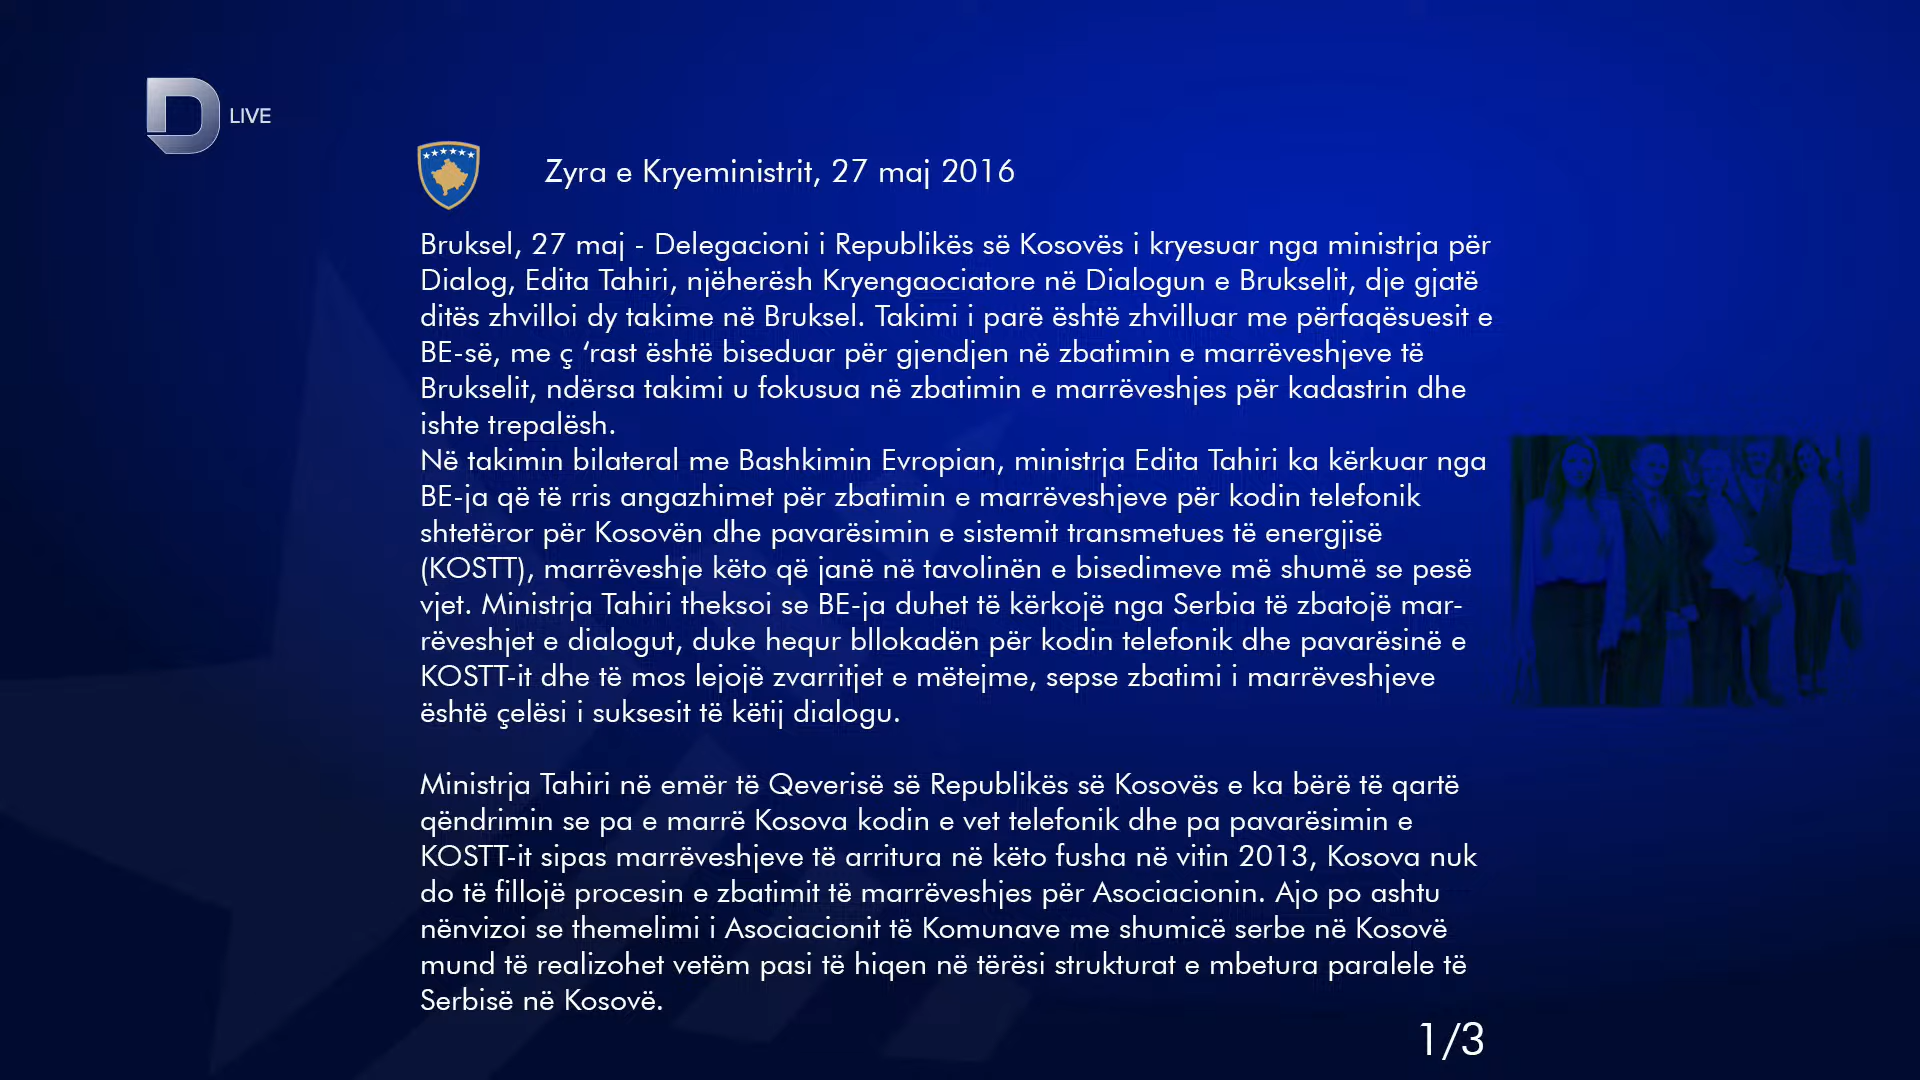 D LIVE
Zyra e Kryeministrit, 27 maj 2016
Bruksel, 27 maj - Delegacioni i Republikës së Kosovës i kryesuar nga ministrja për
Dialog, Edita Tahiri, njëherësh Kryengaociatore në Dialogun e Brukselit, dje gjatë
ditës zhvilloi dy takime në Bruksel. Takimi i parë është zhvilluar me përfaqësuesit e
BE-së, me ç ‘rast është biseduar për gjendjen në zbatimin e marrëveshjeve të
Brukselit, ndërsa takimi u fokusua në zbatimin e marrëveshjes për kadastrin dhe
ishte trepalësh.
Në takimin bilateral me Bashkimin Evropian, ministrja Edita Tahiri ka kërkuar nga
BE-ja që të rris angazhimet për zbatimin e marrëveshjeve për kodin telefonik
shtetëror për Kosovën dhe pavarësimin e sistemit transmetues të energjisë
(KOSTT), marrëveshje këto që janë në tavolinën e bisedimeve më shumë se pesë
vjet. Ministrja Tahiri theksoi se BE-ja duhet të kërkojë nga Serbia të zbatojë mar-
rëveshjet e dialogut, duke hequr bllokadën për kodin telefonik dhe pavarësinë e
KOSTT-it dhe të mos lejojë zvarritjet e mëtejme, sepse zbatimi i marrëveshjeve
është çelësi i suksesit të këtij dialogu.
Ministrja Tahiri në emër të Qeverisë së Republikës së Kosovës e ka bërë të qartë
qëndrimin se pa e marrë Kosova kodin e vet telefonik dhe pa pavarësimin e
KOSTT-it sipas marrëveshjeve të arritura në këto fusha në vitin 2013, Kosova nuk
do të fillojë procesin e zbatimit të marrëveshjes për Asociacionin. Ajo po ashtu
nënvizoi se themelimi i Asociacionit të Komunave me shumicë serbe në Kosovë
mund të realizohet vetëm pasi të hiqen në tërësi strukturat e mbetura paralele të
Serbisë në Kosovë.
1/3